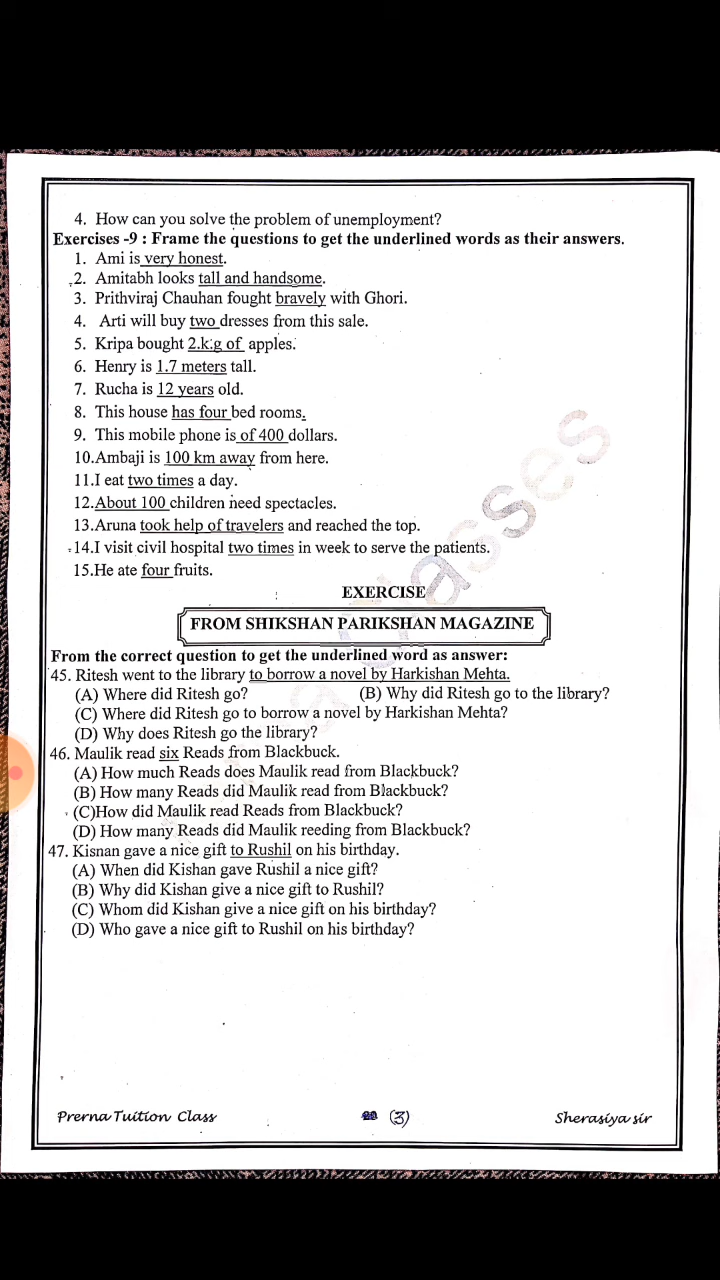 4. How can you solve the problem of unemployment?
Exercises -9 : Frame the questions to get the underlined words as their answers.
1. Ami is very honest.
2. Amitabh looks tall and handsome.
3. Prithviraj Chauhan fought bravely with Ghori.
4. Arti will buy two dresses from this sale.
5. Kripa bought 2.k.g of apples.
6. Henry is 1.7 meters tall.
7. Rucha is 12 years old.
8. This house has four bed rooms.
9. This mobile phone is of 400 dollars.
10.Ambaji is 100 km away from here.
11.I eat two times a day.
12.About 100 children need spectacles.
13.Aruna took help of travelers and reached the top.
14.I visit civil hospital two times in week to serve the patients.
15.He ate four fruits.
EXERCISE
FROM SHIKSHAN PARIKSHAN MAGAZINE
From the correct question to get the underlined word as answer:
45. Ritesh went to the library to borrow a novel by Harkishan Mehta.
(A) Where did Ritesh go? (B) Why did Ritesh go to the library?
(C) Where did Ritesh go to borrow a novel by Harkishan Mehta?
(D) Why does Ritesh go the library?
46. Maulik read six Reads from Blackbuck.
(A) How much Reads does Maulik read from Blackbuck?
(B) How many Reads did Maulik read from Blackbuck?
(C)How did Maulik read Reads from Blackbuck?
(D) How many Reads did Maulik reeding from Blackbuck?
47. Kisnan gave a nice gift to Rushil on his birthday.
(A) When did Kishan gave Rushil a nice gift?
(B) Why did Kishan give a nice gift to Rushil?
(C) Whom did Kishan give a nice gift on his birthday?
(D) Who gave a nice gift to Rushil on his birthday?
Prerna Tuition Class (3) Sherasiya sir
classes